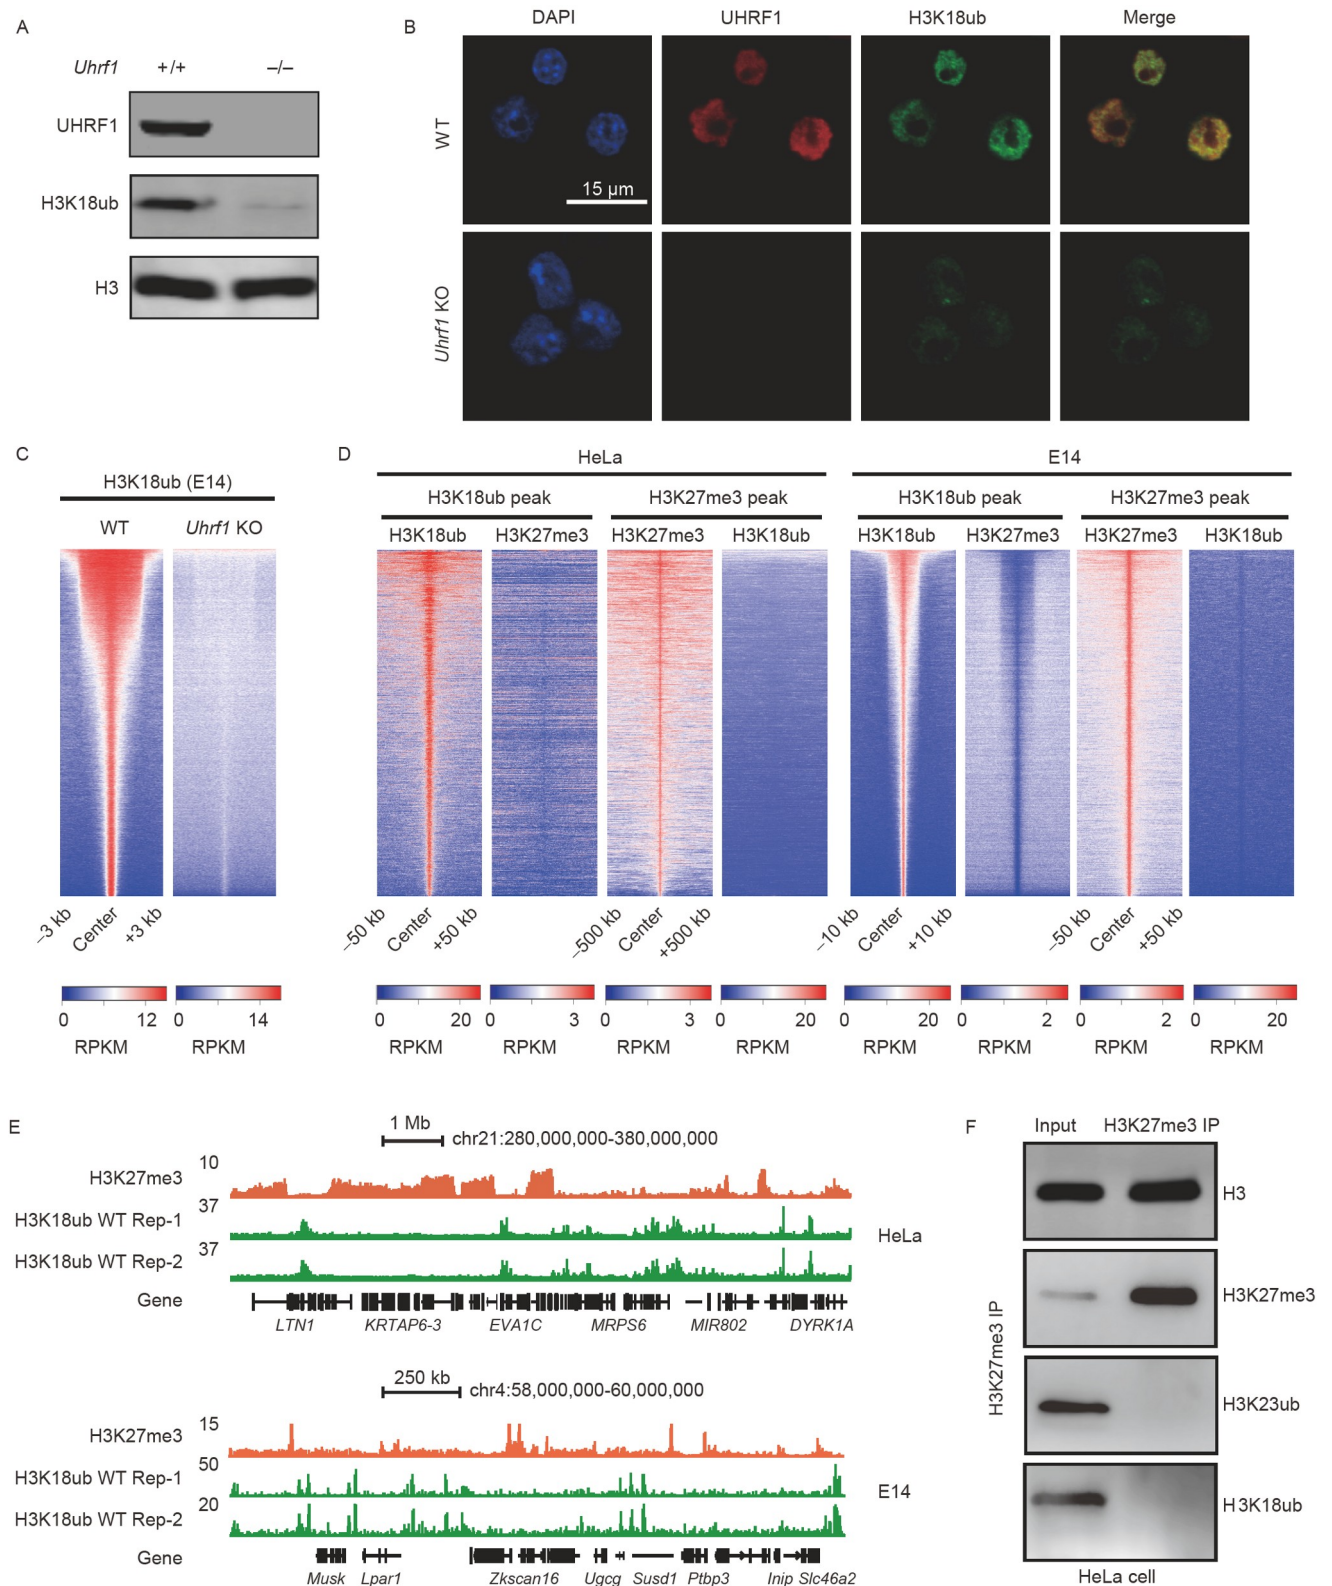 A
Uhrf1 +/+ –/–
UHRF1
H3K18ub
H3
B
DAPI UHRF1 H3K18ub Merge
WT
15 μm
Uhrf1 KO
C
H3K18ub (E14)
WT Uhrf1 KO
–3 kb Center +3 kb
0 12 0 14
RPKM RPKM
D
HeLa E14
H3K18ub peak H3K27me3 peak H3K18ub peak H3K27me3 peak
H3K18ub H3K27me3 H3K27me3 H3K18ub H3K18ub H3K27me3 H3K27me3 H3K18ub
–50 kb Center +50 kb –500 kb Center +500 kb –10 kb Center +10 kb –50 kb Center +50 kb
0 20 0 3 0 3 0 20 0 20 0 2 0 2 0 20
RPKM RPKM RPKM RPKM RPKM RPKM RPKM RPKM
E
1 Mb chr21:280,000,000-380,000,000
H3K27me3 10
H3K18ub WT Rep-1 37
H3K18ub WT Rep-2 37
HeLa
Gene
LTN1 KRTAP6-3 EVA1C MRPS6 MIR802 DYRK1A
250 kb chr4:58,000,000-60,000,000
H3K27me3 15
H3K18ub WT Rep-1 50
H3K18ub WT Rep-2 20
E14
Gene
Musk Lpar1 Zkscan16 Ugcg Susd1 Ptbp3 Inip Slc46a2
F
Input H3K27me3 IP
H3
H3K27me3
H3K23ub
H3K18ub
H3K27me3 IP
HeLa cell